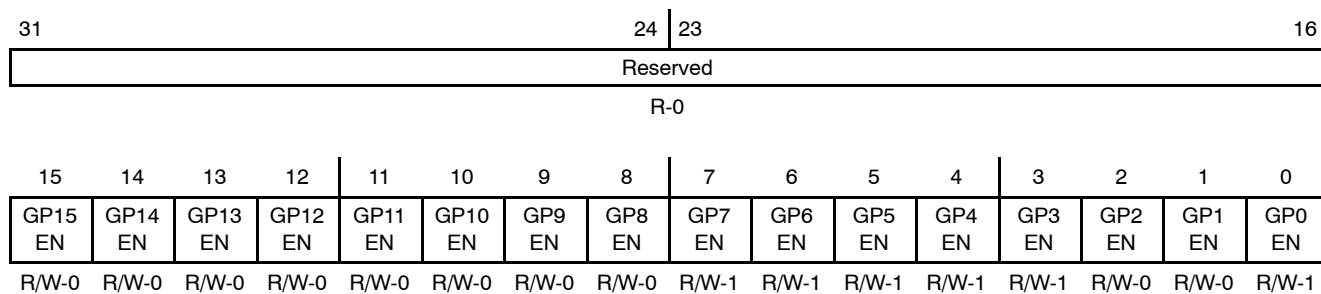 31 24 23 16
Reserved
R-0
15 14 13 12 11 10 9 8 7 6 5 4 3 2 1 0
GP15 GP14 GP13 GP12 GP11 GP10 GP9 GP8 GP7 GP6 GP5 GP4 GP3 GP2 GP1 GP0
EN EN EN EN EN EN EN EN EN EN EN EN EN EN EN EN
R/W-0 R/W-0 R/W-0 R/W-0 R/W-0 R/W-0 R/W-0 R/W-0 R/W-1 R/W-1 R/W-1 R/W-1 R/W-1 R/W-0 R/W-0 R/W-1